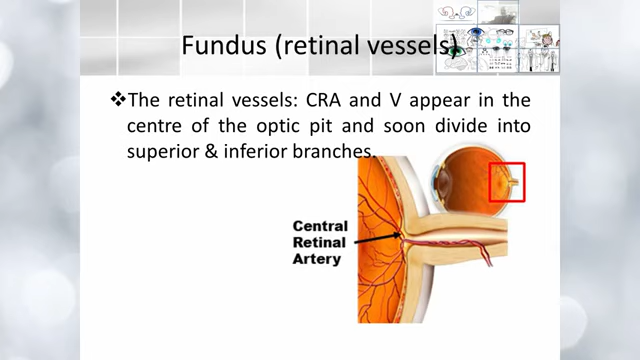 Fundus (retinal vessels)
❖The retinal vessels: CRA and V appear in the
centre of the optic pit and soon divide into
superior & inferior branches.
Central
Retinal
Artery